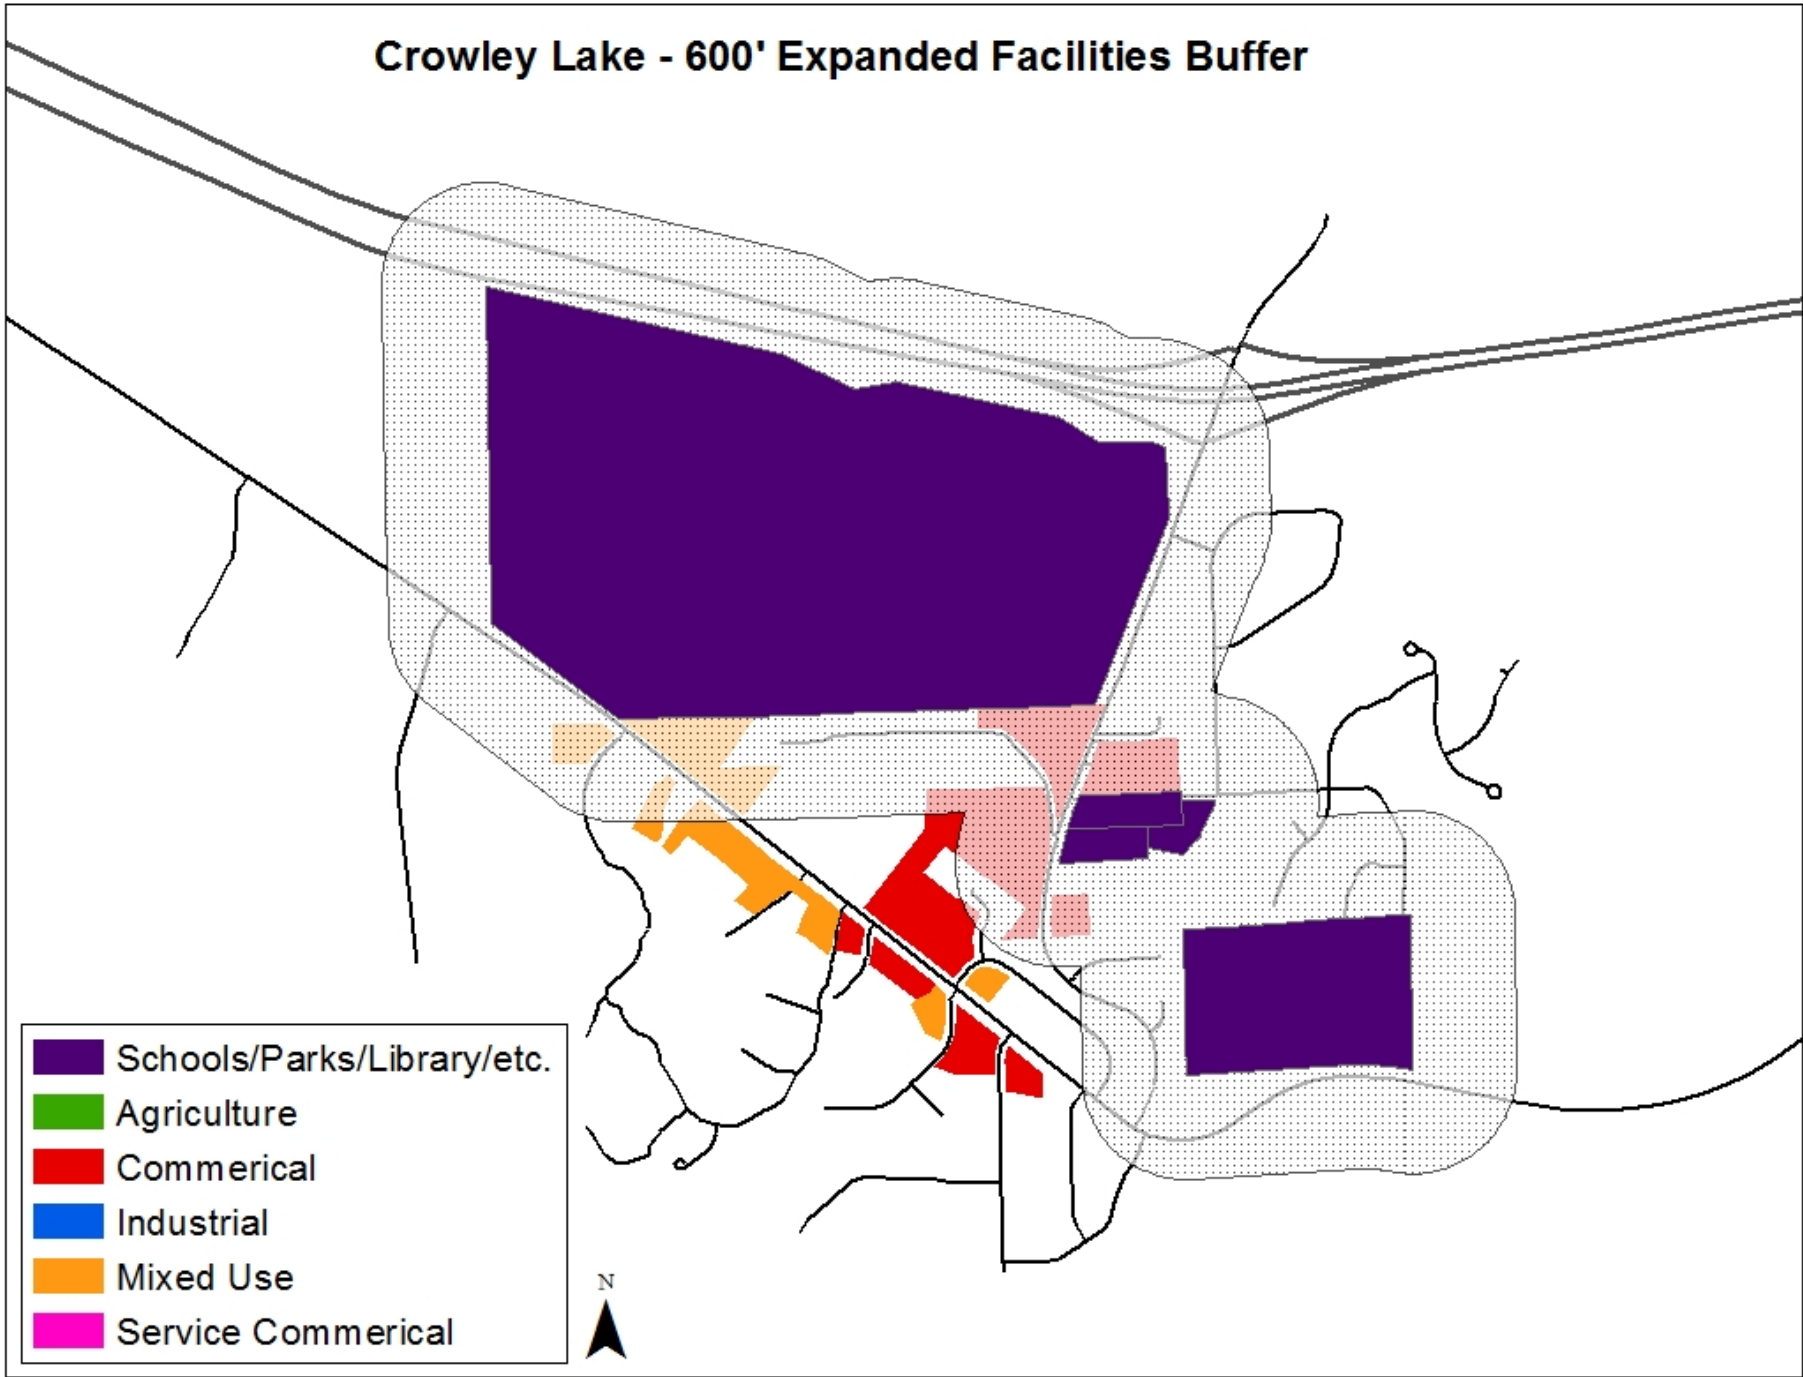 Crowley Lake - 600' Expanded Facilities Buffer
Schools/Parks/Library/etc.
Agriculture
Commerical
Industrial
Mixed Use
Service Commerical
N